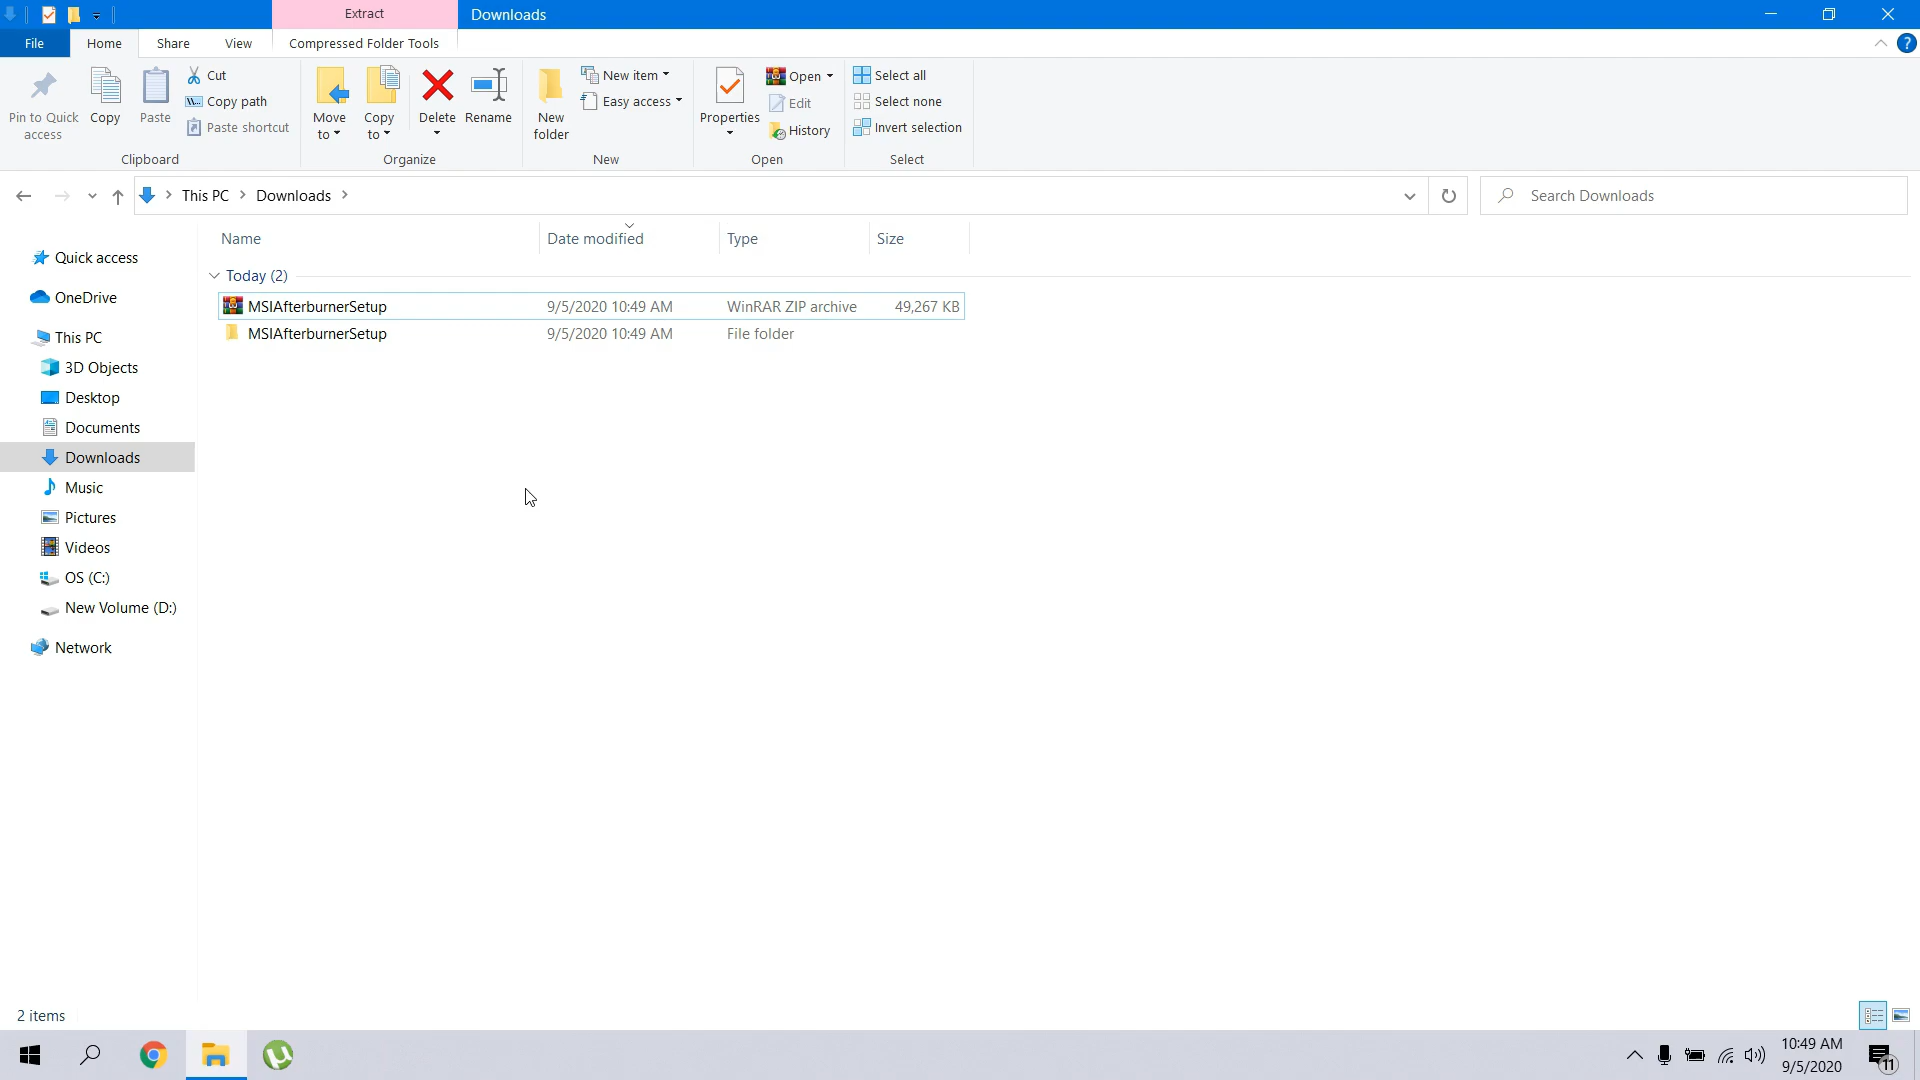 Extract
Downloads
File
Home
Share
View
Compressed Folder Tools
?
Pin to Quick
access
Copy
Paste
Cut
Copy path
Paste shortcut
Clipboard
Move
to
Copy
to
Delete
Rename
Organize
New
folder
New item
Easy access
New
Properties
Open
Edit
History
Open
Select all
Select none
Invert selection
Select
This PC
Downloads
Search Downloads
Name
Date modified
Type
Size
Today (2)
MSIAfterburnerSetup 9/5/2020 10:49 AM WinRAR ZIP archive 49,267 KB
MSIAfterburnerSetup 9/5/2020 10:49 AM File folder
Quick access
OneDrive
This PC
3D Objects
Desktop
Documents
Downloads
Music
Pictures
Videos
OS (C:)
New Volume (D:)
Network
2 items
10:49 AM
9/5/2020
11